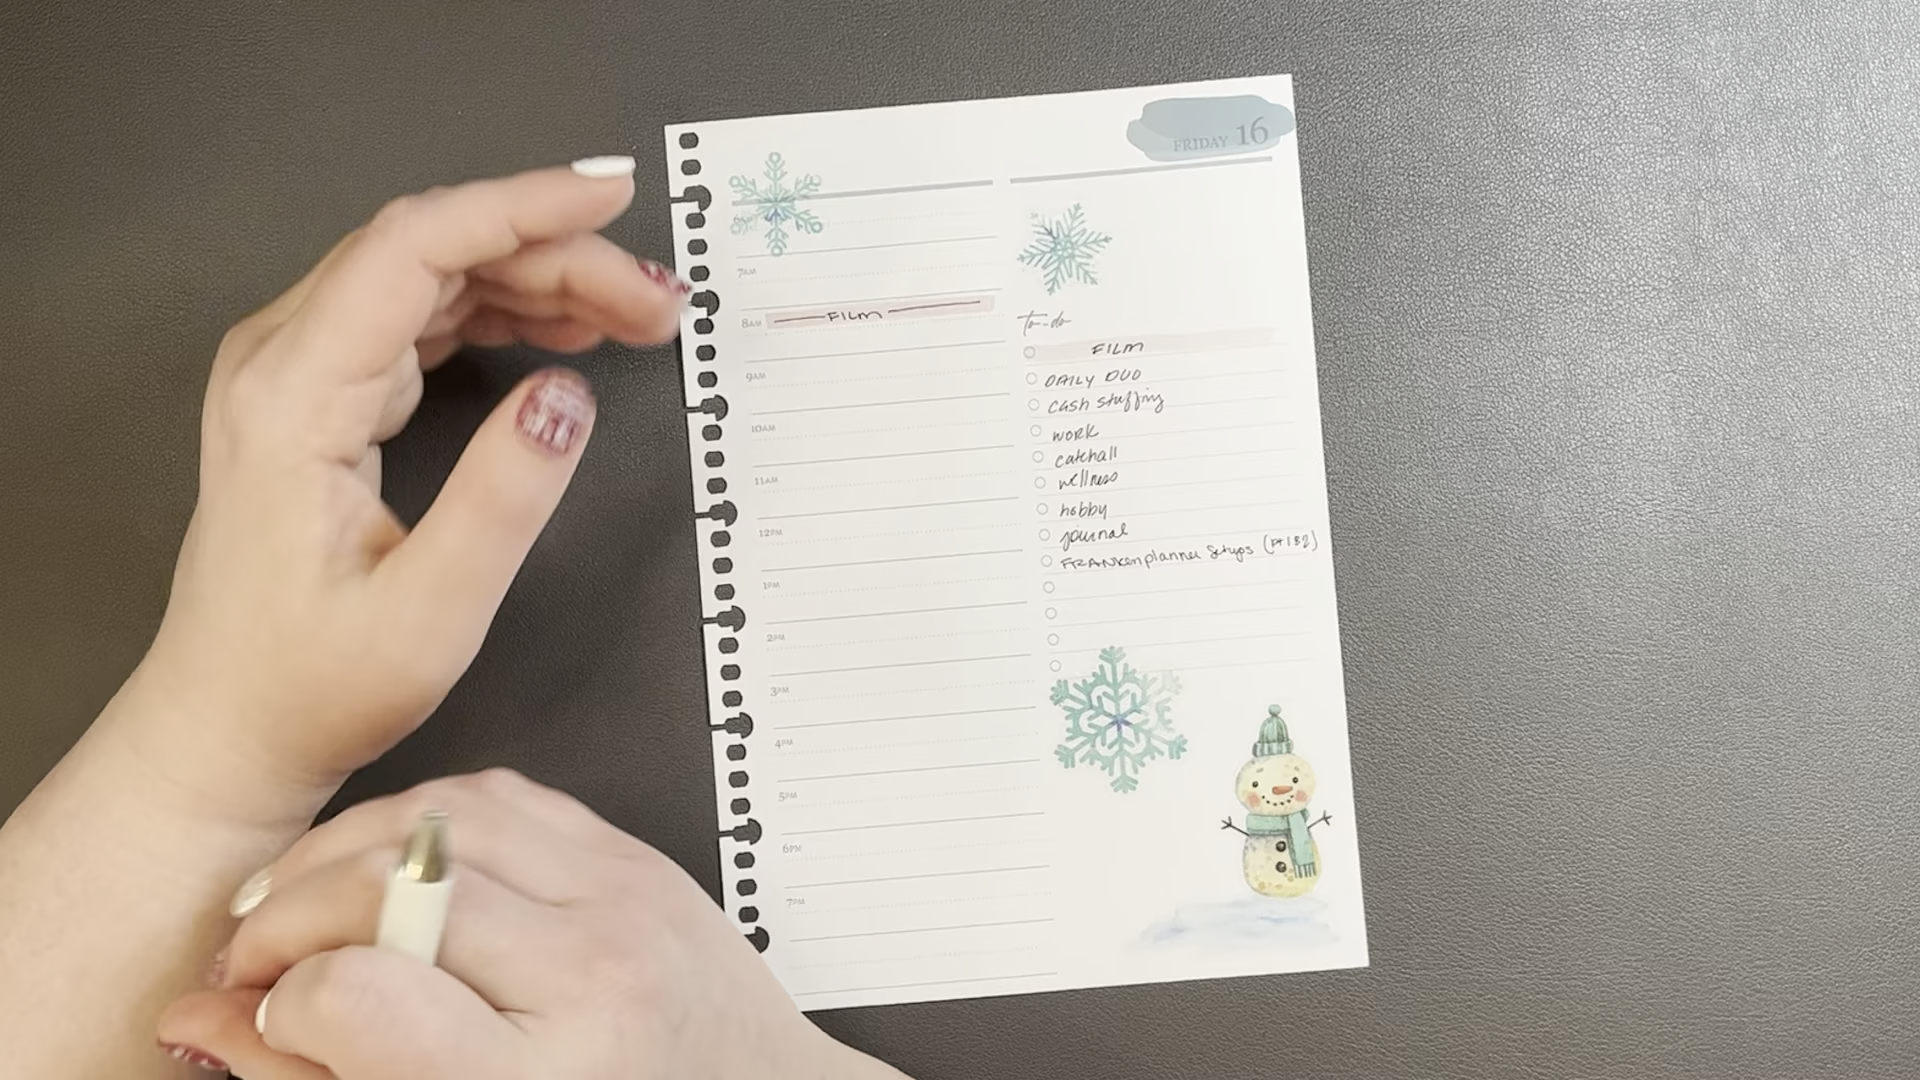 FRIDAY 16
7AM
8AM FILM
9AM
10AM
11AM
12PM
1PM
2PM
3PM
4PM
5PM
6PM
7PM
to-do
FILM
DAILY DUO
cash stuffing
work
catchall
wellness
hobby
journal
FRANKenplanner Setups (pt 1 & 2)